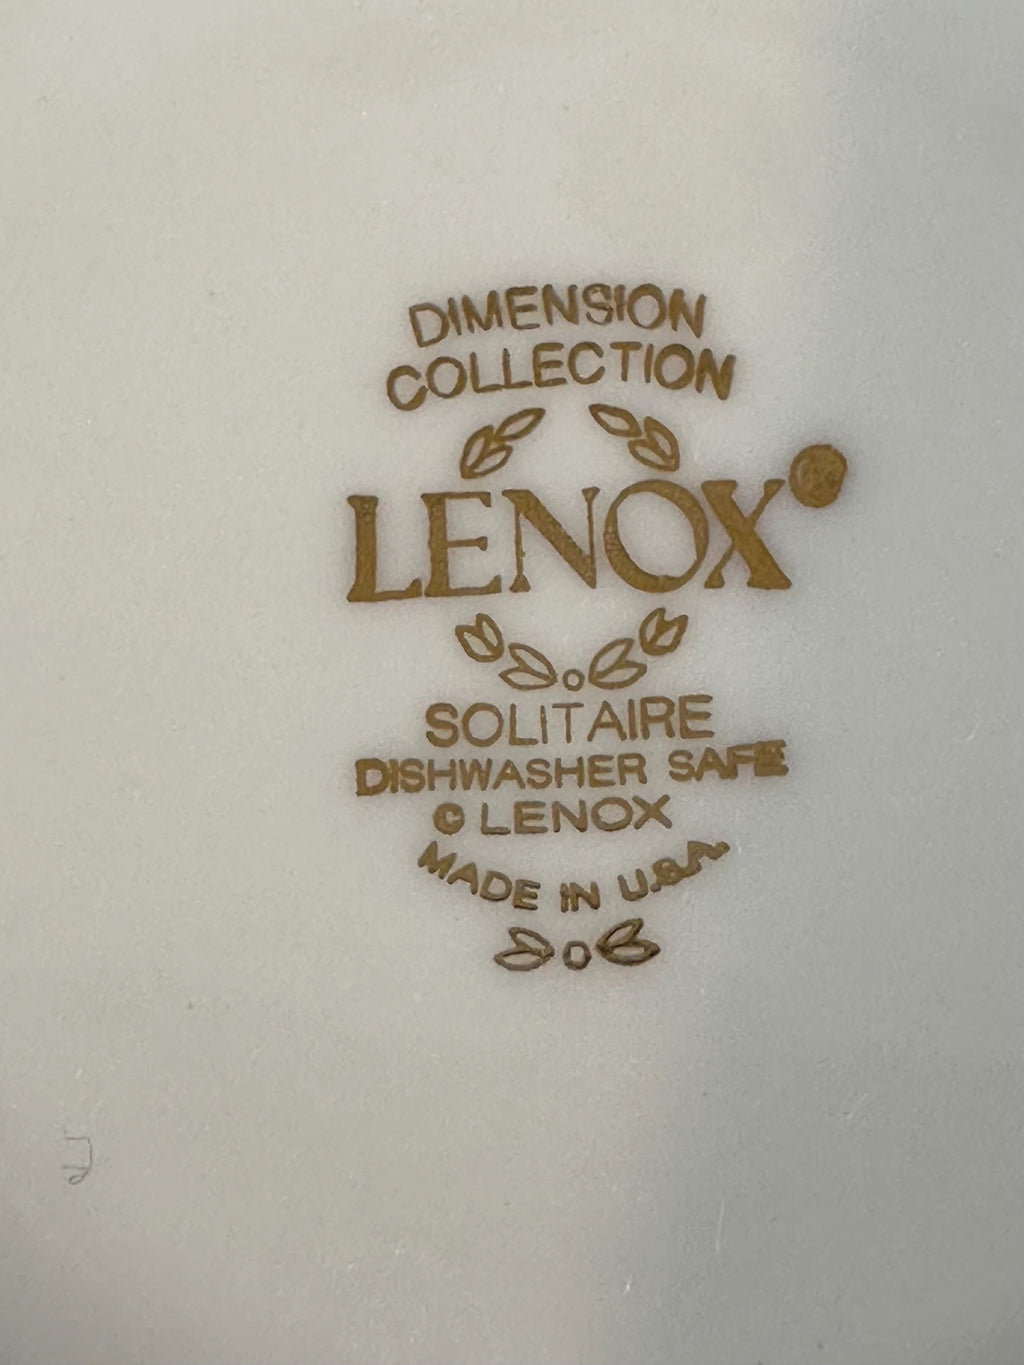 DIMENSION
COLLECTION
LENOX®
SOLITAIRE
DISHWASHER SAFE
© LENOX
MADE IN U.S.A.